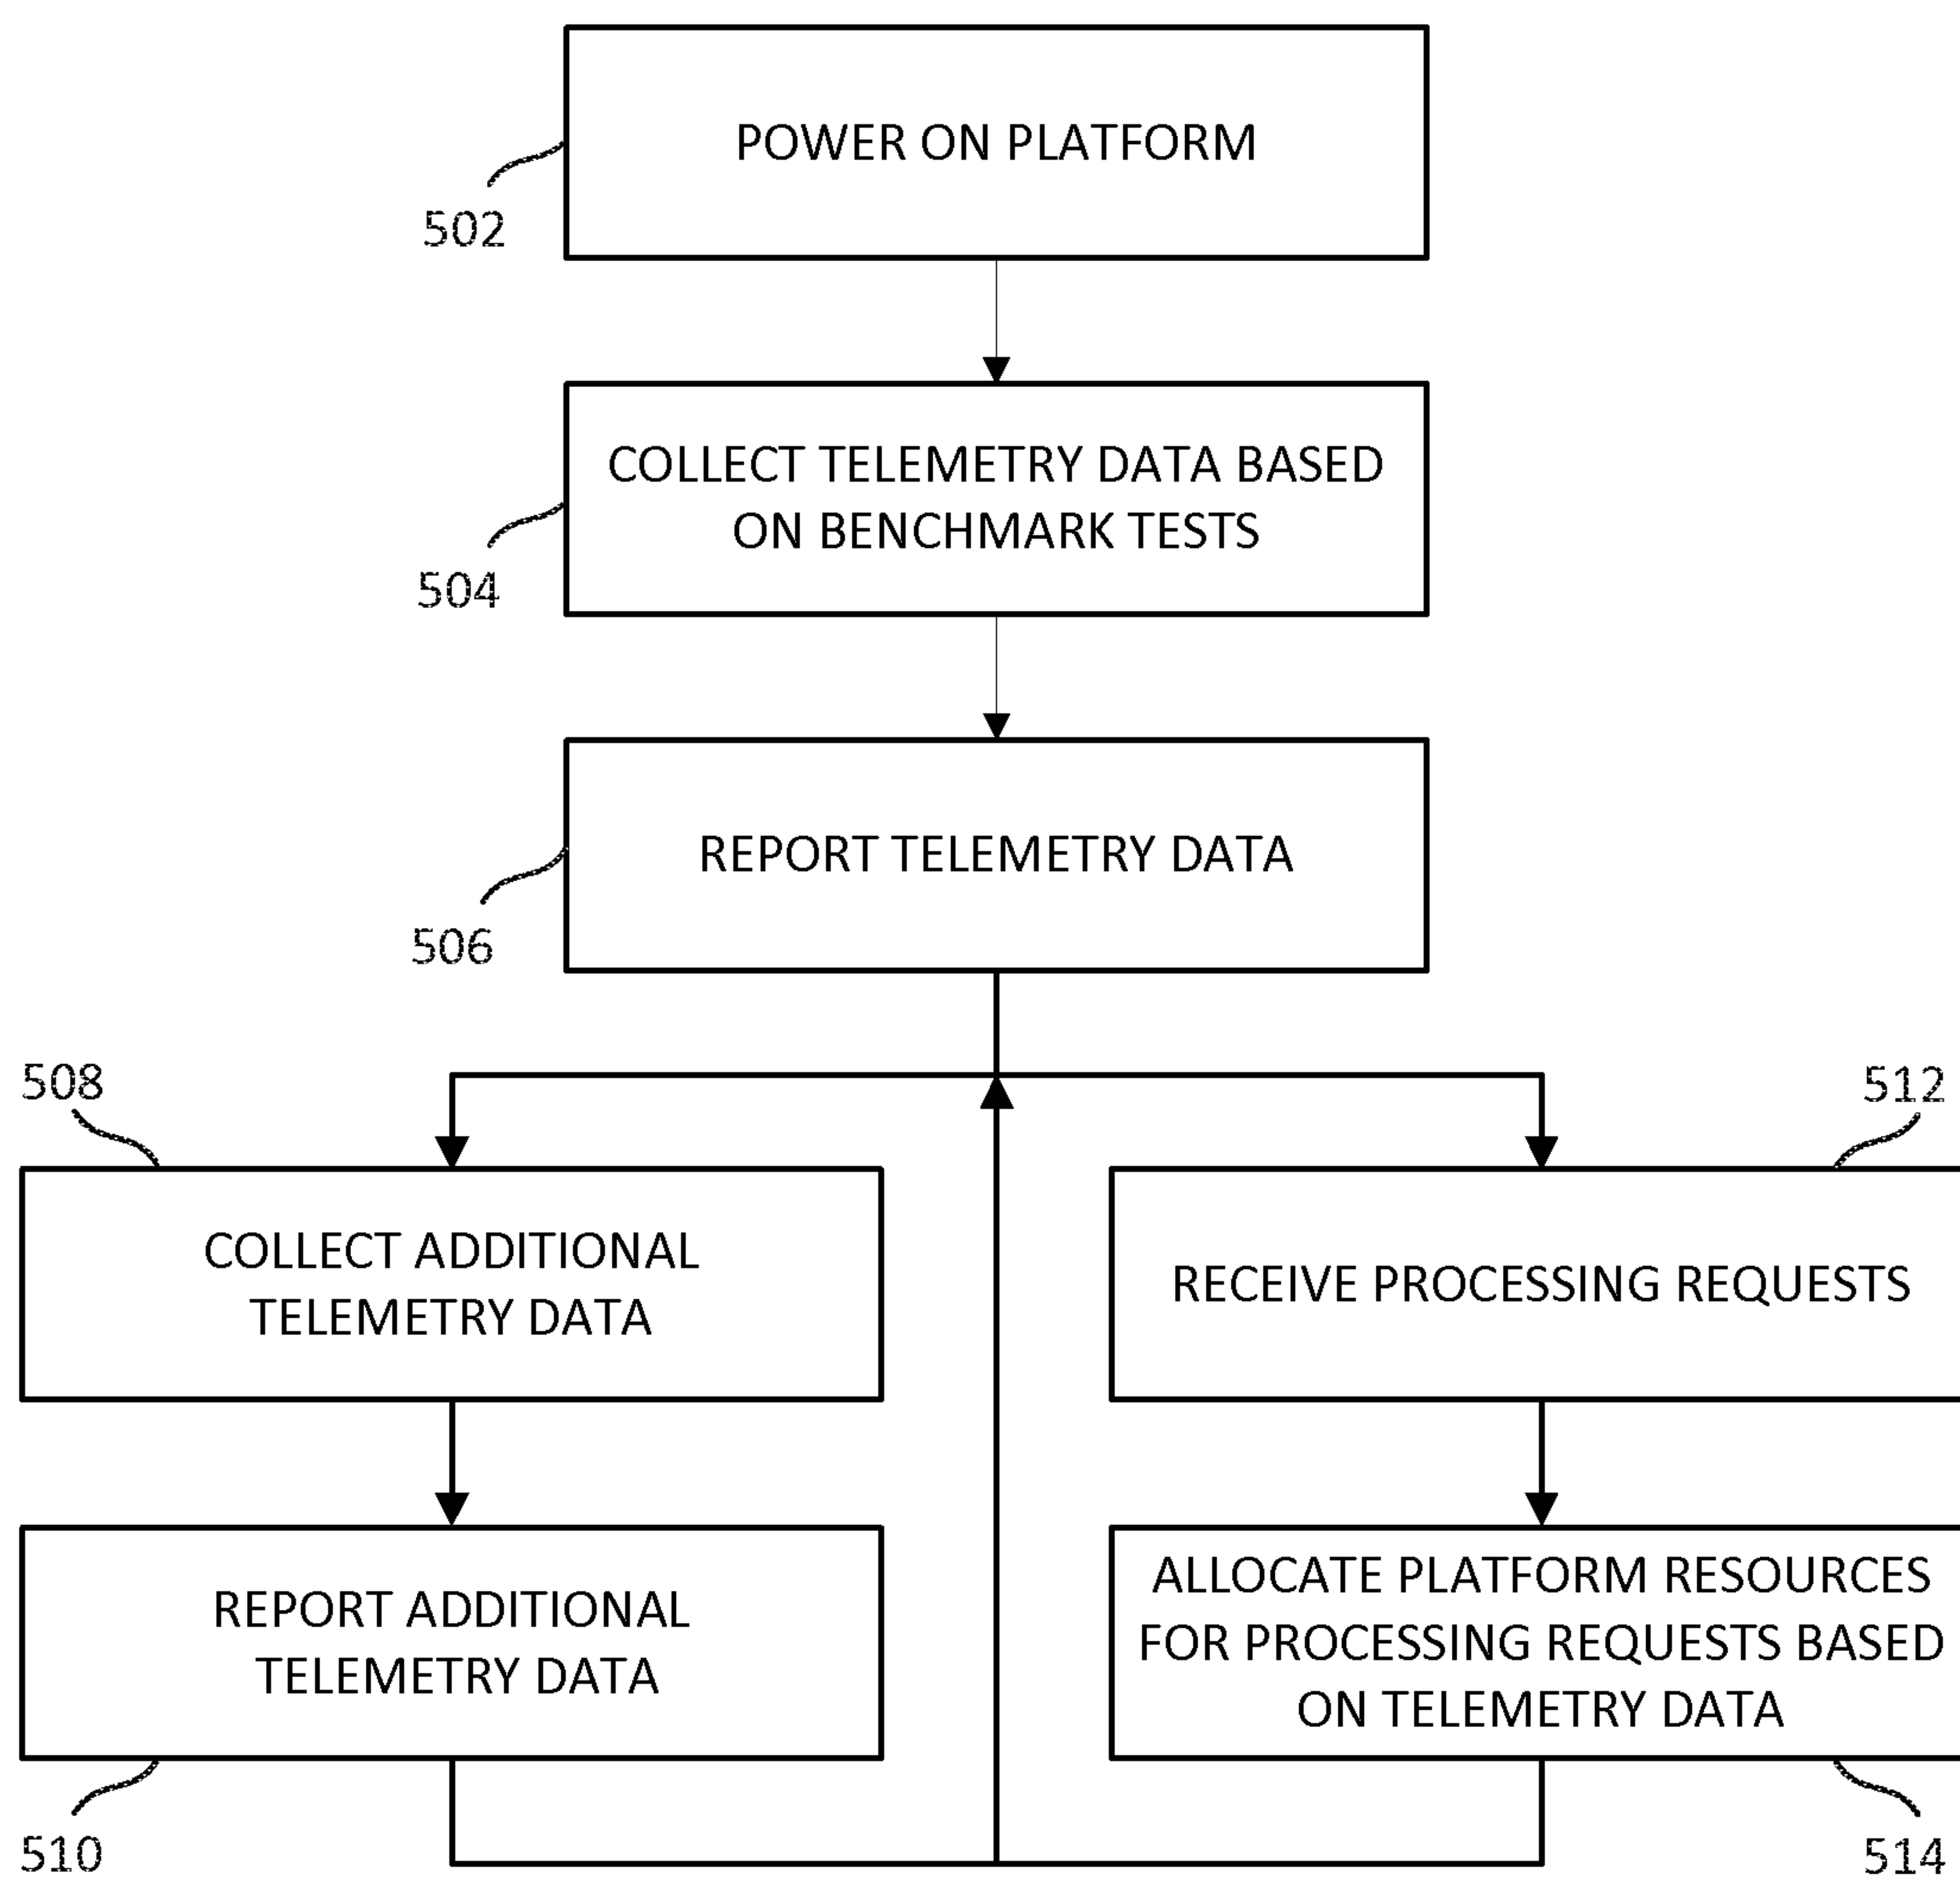 POWER ON PLATFORM
502
COLLECT TELEMETRY DATA BASED
ON BENCHMARK TESTS
504
REPORT TELEMETRY DATA
506
508
512
COLLECT ADDITIONAL
TELEMETRY DATA
RECEIVE PROCESSING REQUESTS
REPORT ADDITIONAL
TELEMETRY DATA
ALLOCATE PLATFORM RESOURCES
FOR PROCESSING REQUESTS BASED
ON TELEMETRY DATA
510
514